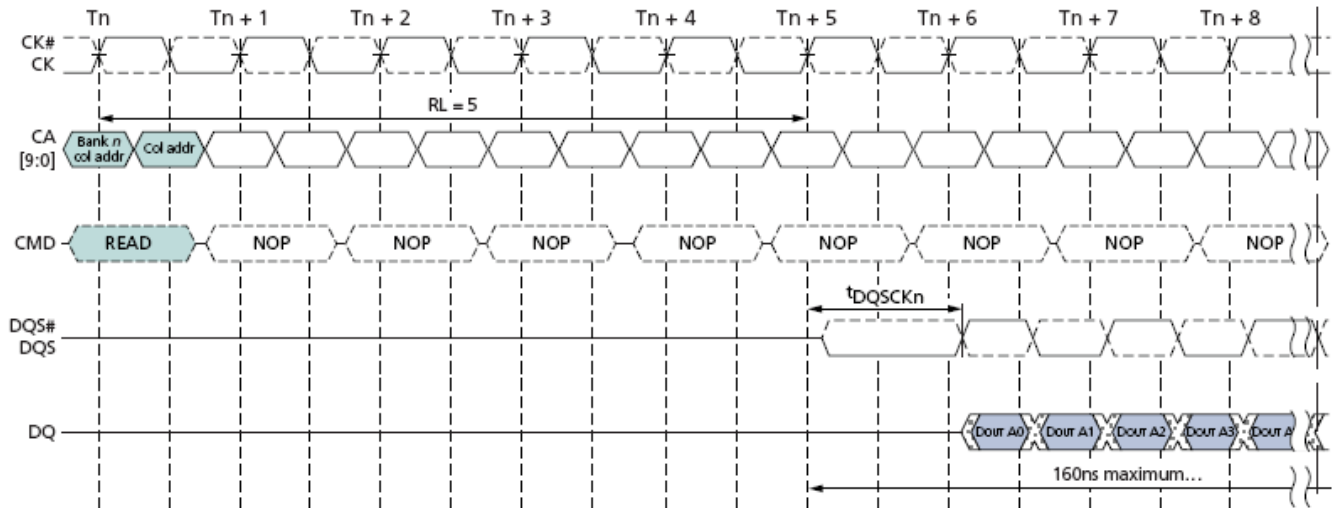 Tn Tn + 1 Tn + 2 Tn + 3 Tn + 4 Tn + 5 Tn + 6 Tn + 7 Tn + 8
CK#
CK
RL = 5
CA
[9:0]
Bank n
col addr
Col addr
CMD READ NOP NOP NOP NOP NOP NOP NOP NOP
tDQSCKn
DQS#
DQS
DQ DOUT A0 DOUT A1 DOUT A2 DOUT A3 DOUT A
160ns maximum...